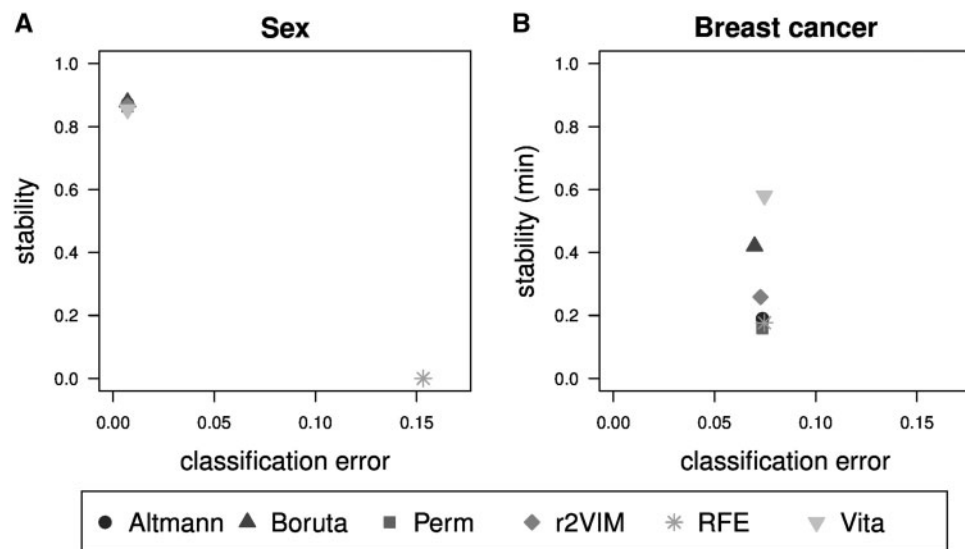 A
Sex
1.0
0.8
0.6
0.4
0.2
0.0
stability
0.00 0.05 0.10 0.15
classification error
B
Breast cancer
1.0
0.8
0.6
0.4
0.2
0.0
stability (min)
0.00 0.05 0.10 0.15
classification error
Altmann Boruta Perm r2VIM RFE Vita